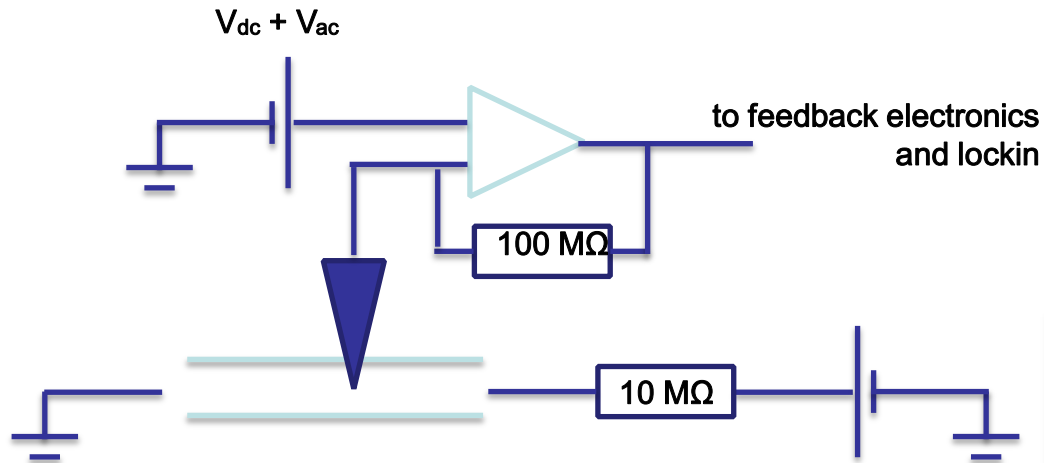 Vdc + Vac
to feedback electronics
and lockin
100 MΩ
10 MΩ